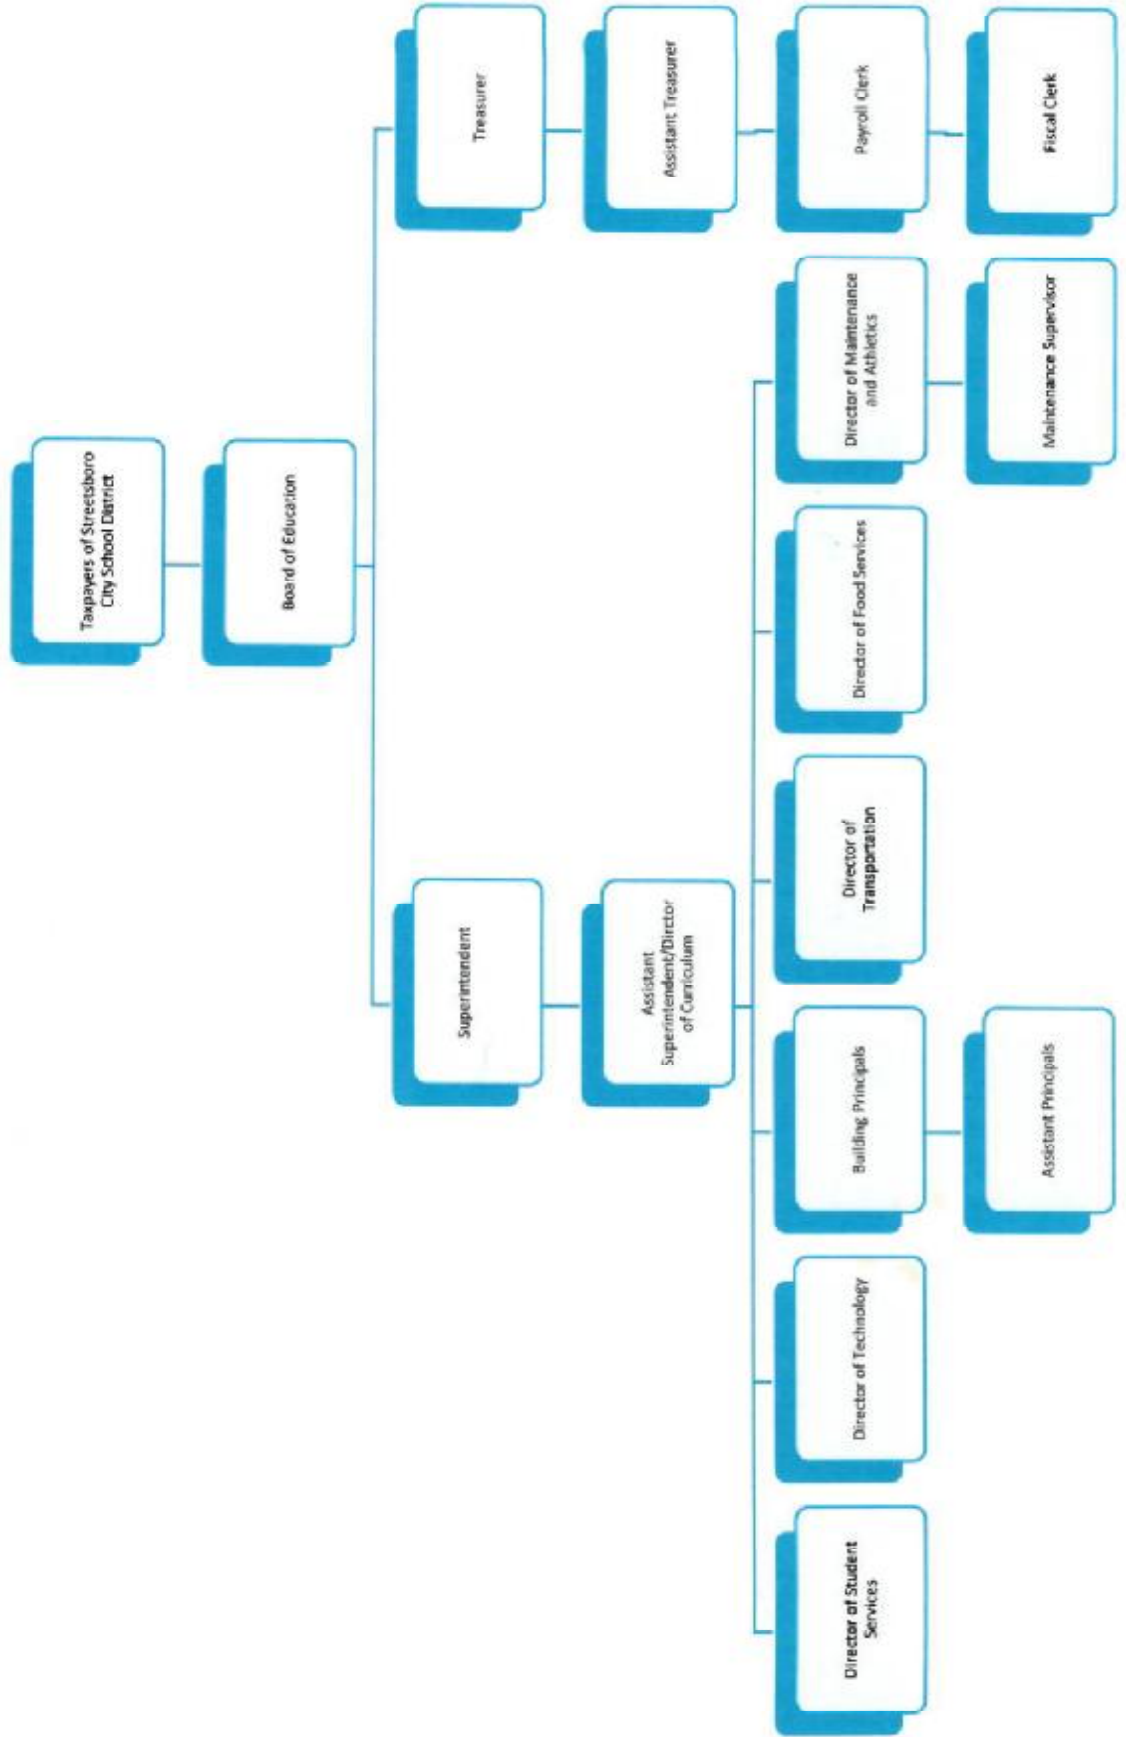 Taxpayers of Streetsboro
City School District
Board of Education
Superintendent
Treasurer
Assistant
Superintendent/Dirctor
of Curriculum
Assistant Treasurer
Director of Student
Services
Director of Technology
Building Principals
Director of
Transportation
Director of Food Services
Director of Maintenance
and Athletics
Payroll Clerk
Assistant Principals
Maintenance Supervisor
Fiscal Clerk